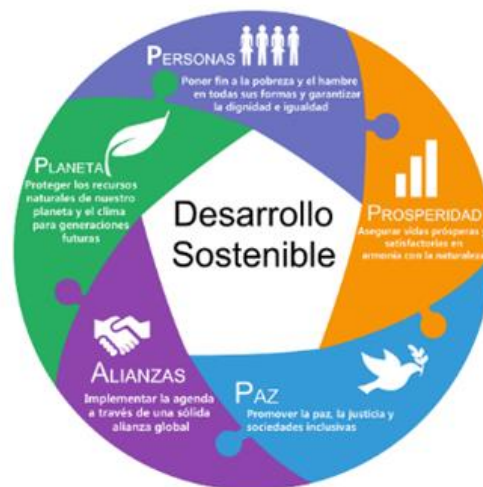 PERSONAS
Poner fin a la pobreza y el hambre
en todas sus formas y garantizar
la dignidad e igualdad
PROSPERIDAD
Asegurar vidas prósperas y
satisfactorias en
armonía con la naturaleza
PAZ
Promover la paz, la justicia y
sociedades inclusivas
ALIANZAS
Implementar la agenda
a través de una sólida
alianza global
PLANETA
Proteger los recursos
naturales de nuestro
planeta y el clima
para generaciones
futuras
Desarrollo
Sostenible